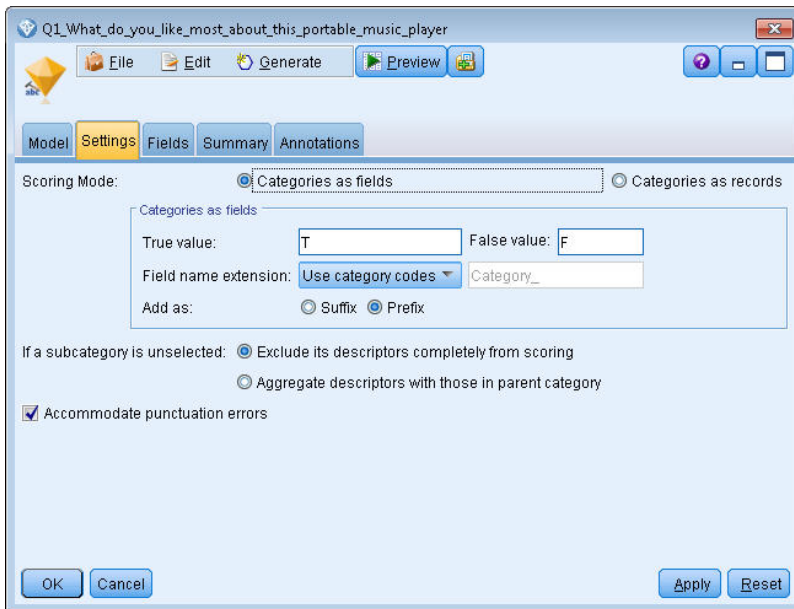 Q1_What_do_you_like_most_about_this_portable_music_player
abc
File Edit Generate Preview
Model Settings Fields Summary Annotations
Scoring Mode: Categories as fields Categories as records
Categories as fields
True value: T False value: F
Field name extension: Use category codes Category_
Add as: Suffix Prefix
If a subcategory is unselected: Exclude its descriptors completely from scoring
Aggregate descriptors with those in parent category
Accommodate punctuation errors
OK Cancel Apply Reset